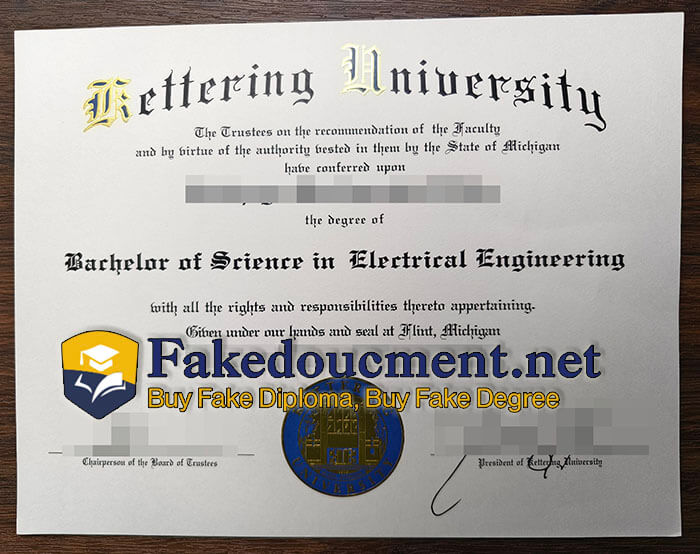 Kettering University
The Trustees on the recommendation of the Faculty
and by virtue of the authority vested in them by the State of Michigan
have conferred upon
the degree of
Bachelor of Science in Electrical Engineering
with all the rights and responsibilities thereto appertaining.
Given under our hands and seal at Flint, Michigan
Fakedoucment.net
Buy Fake Diploma, Buy Fake Degree
Chairperson of the Board of Trustees
President of Kettering University